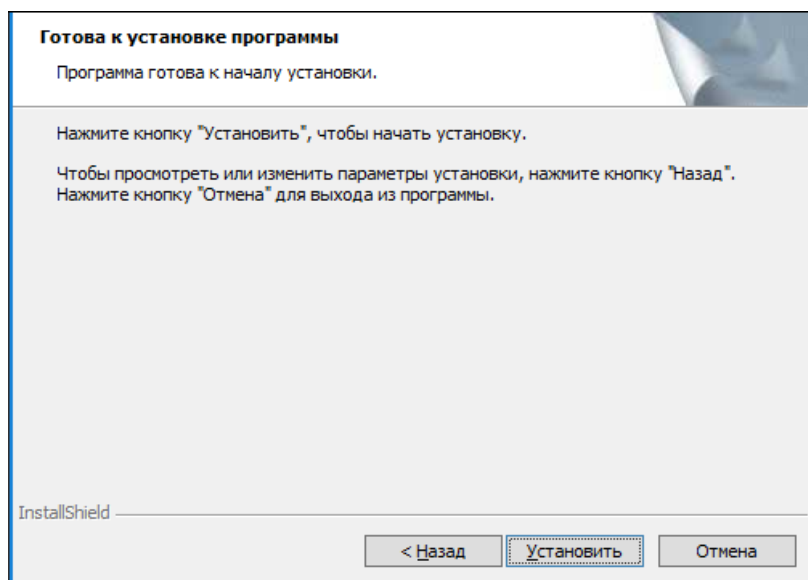 Готова к установке программы
Программа готова к началу установки.
Нажмите кнопку "Установить", чтобы начать установку.
Чтобы просмотреть или изменить параметры установки, нажмите кнопку "Назад".
Нажмите кнопку "Отмена" для выхода из программы.
InstallShield
< Назад Установить Отмена